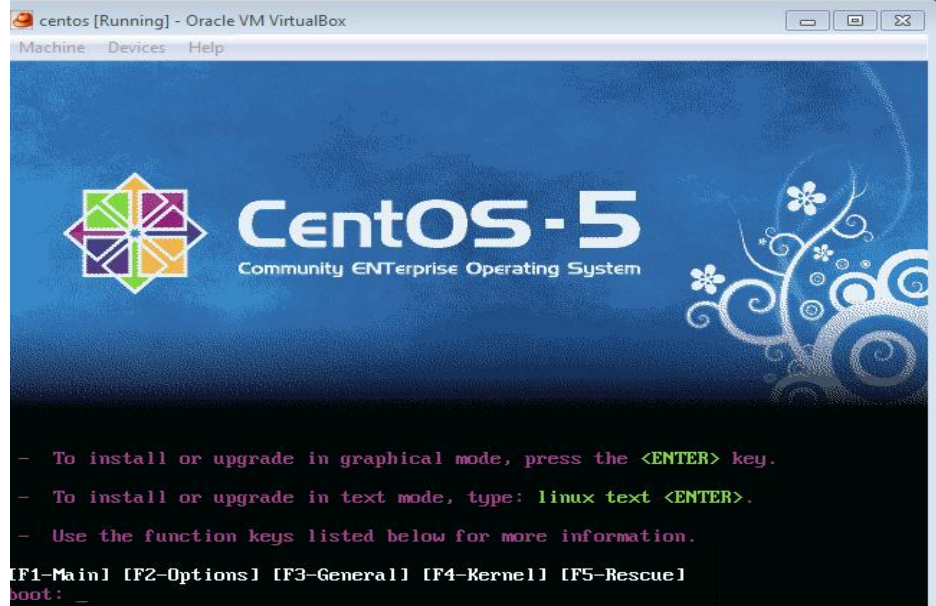 centos [Running] - Oracle VM VirtualBox
Machine Devices Help
CentOS-5
Community ENTerprise Operating System
- To install or upgrade in graphical mode, press the <ENTER> key.
- To install or upgrade in text mode, type: linux text <ENTER>.
- Use the function keys listed below for more information.
[F1-Main] [F2-Options] [F3-General] [F4-Kernel] [F5-Rescue]
boot: _